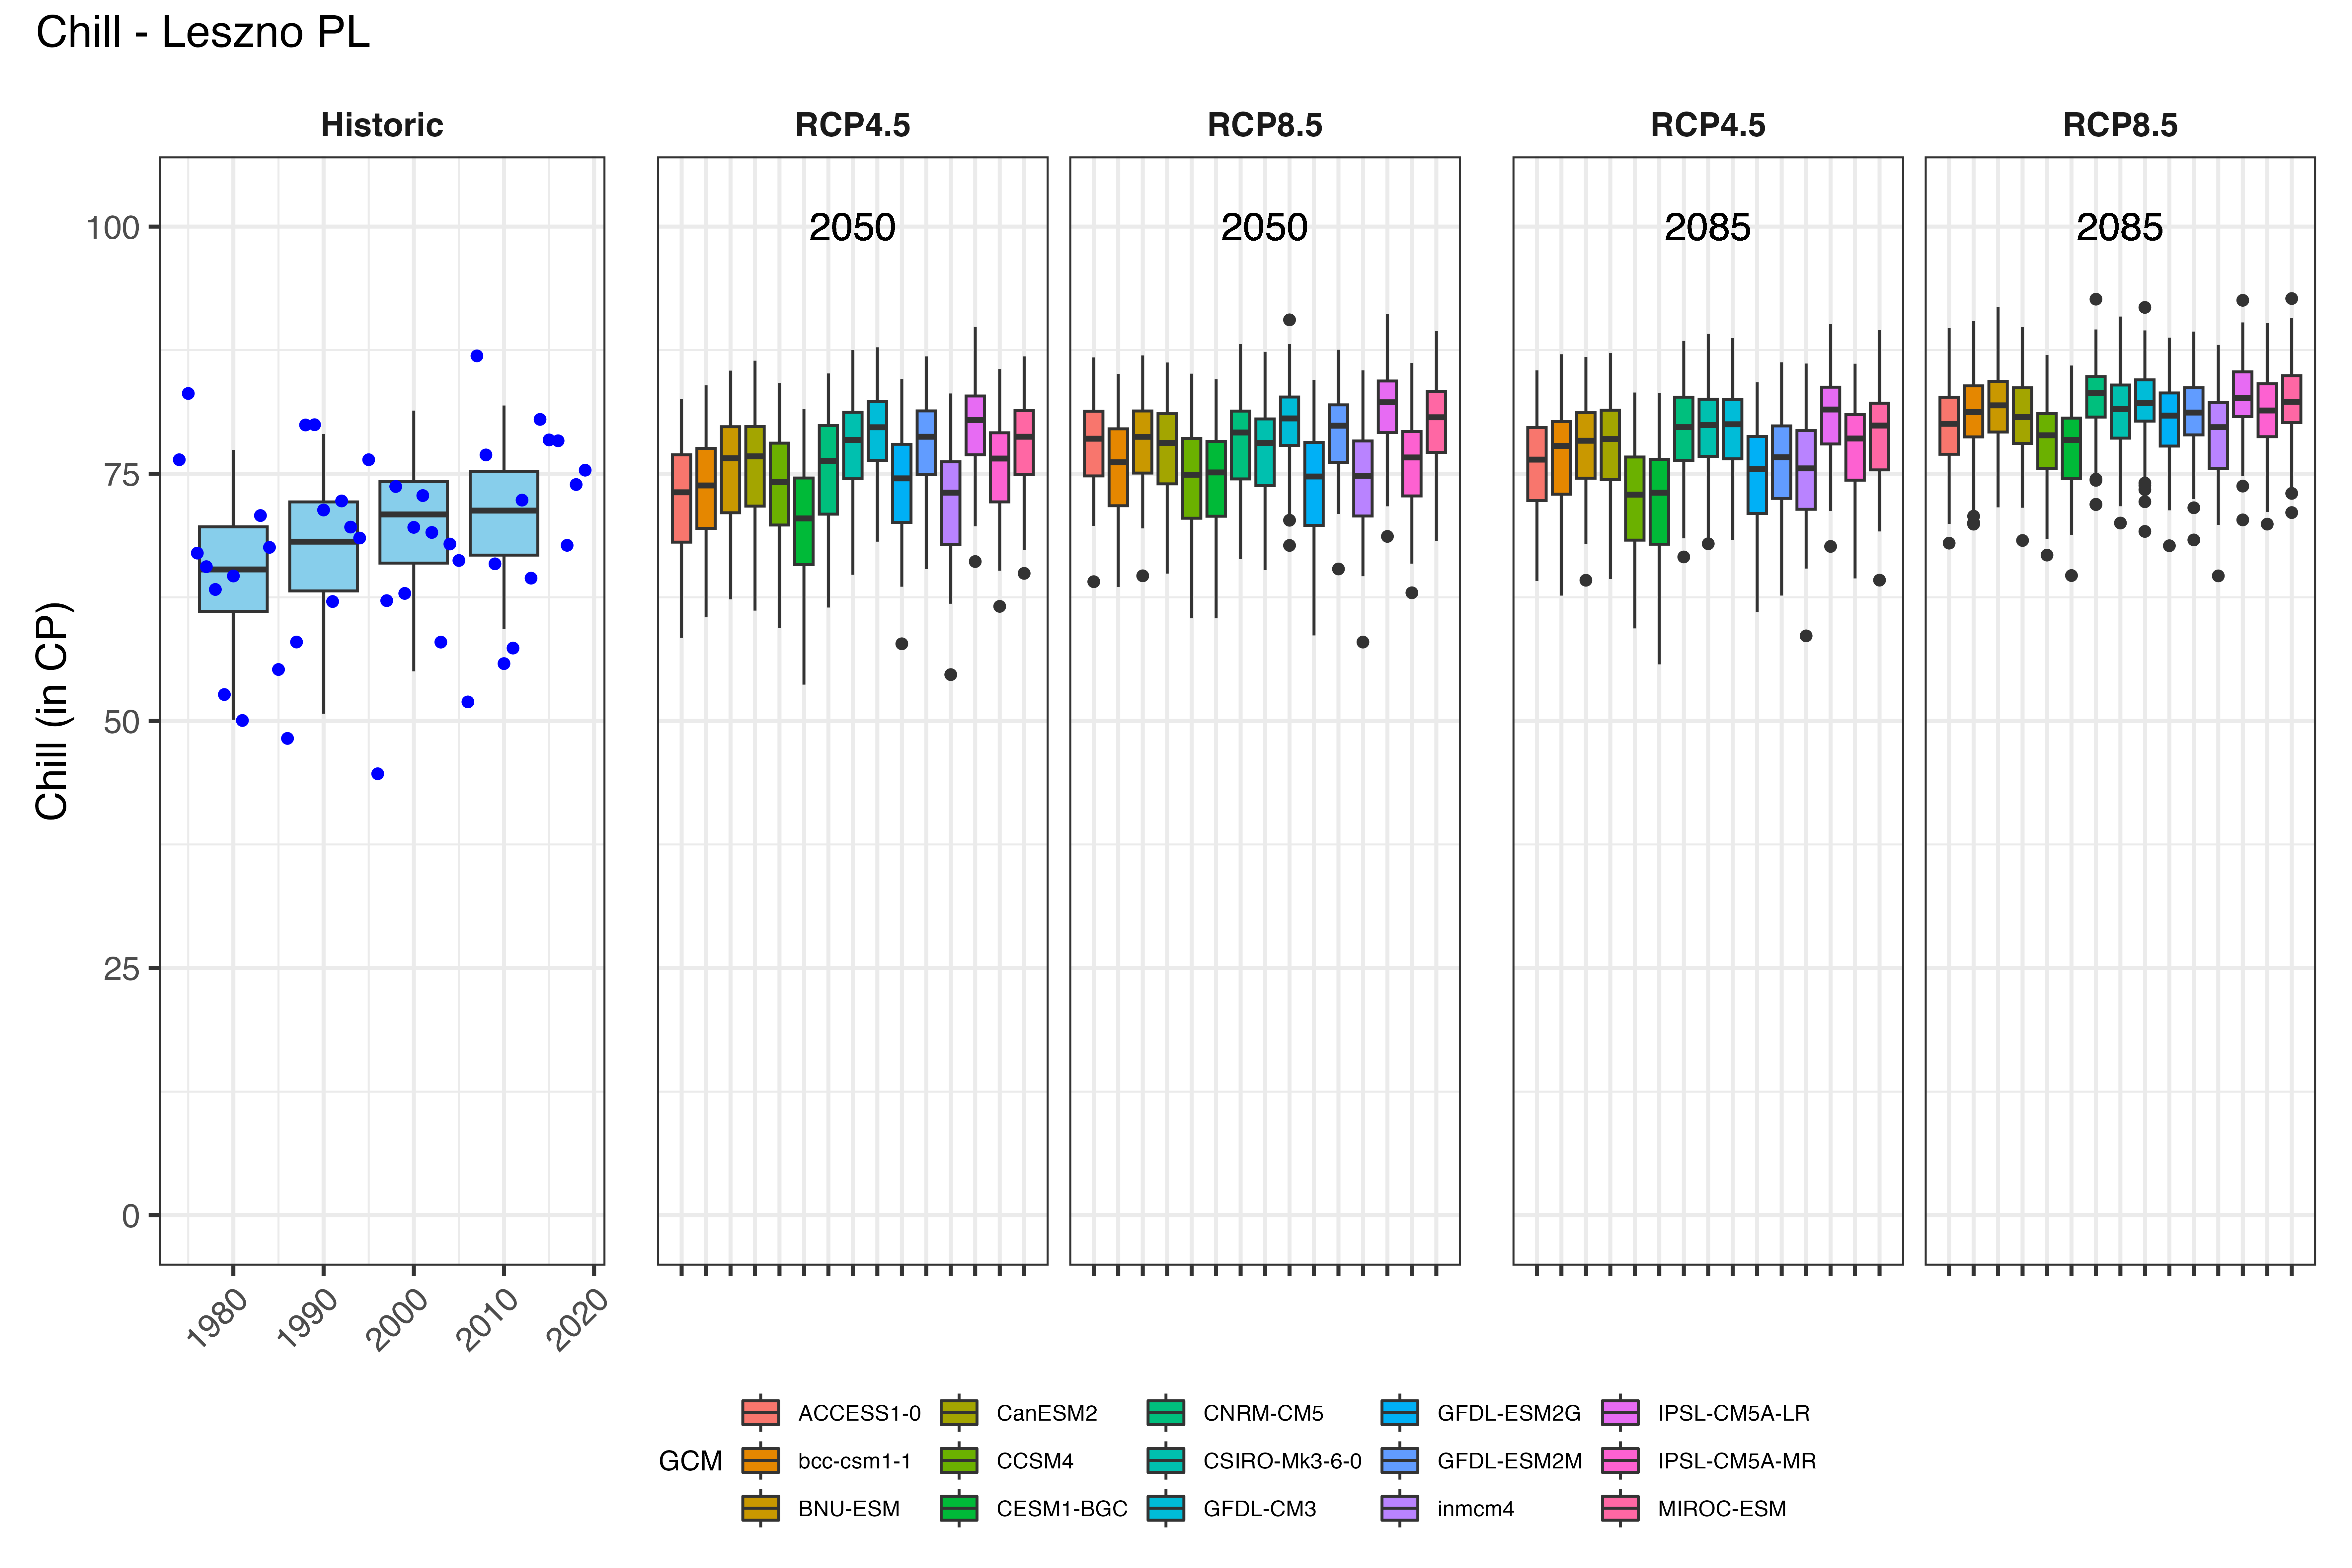 Chill - Leszno PL
Historic
RCP4.5
RCP8.5
RCP4.5
RCP8.5
2050
2050
2085
2085
Chill (in CP)
100
75
50
25
0
1980
1990
2000
2010
2020
GCM
ACCESS1-0
bcc-csm1-1
BNU-ESM
CanESM2
CCSM4
CESM1-BGC
CNRM-CM5
CSIRO-Mk3-6-0
GFDL-CM3
GFDL-ESM2G
GFDL-ESM2M
inmcm4
IPSL-CM5A-LR
IPSL-CM5A-MR
MIROC-ESM